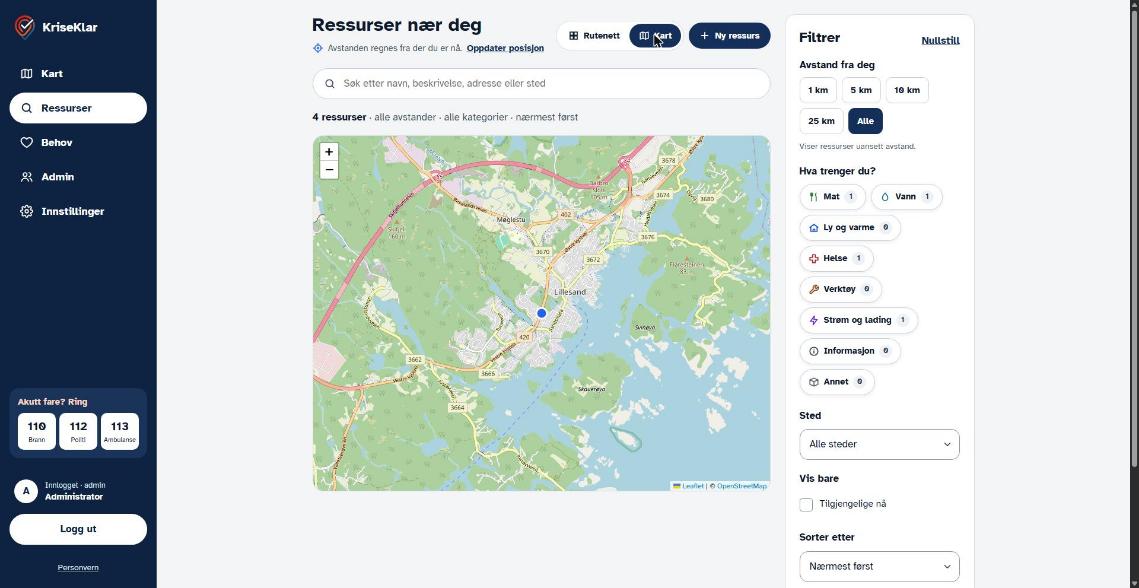 KriseKlar
Kart
Ressurser
Behov
Admin
Innstillinger
Akutt fare? Ring
110
Brann
112
Politi
113
Ambulanse
A
Innlogget · admin
Administrator
Logg ut
Personvern
Ressurser nær deg
Avstanden regnes fra der du er nå. Oppdater posisjon
Rutenett
Kart
Ny ressurs
Søk etter navn, beskrivelse, adresse eller sted
4 ressurser · alle avstander · alle kategorier · nærmest først
+
−
3678
3674
3680
Møglestu
402
3676
3670
3672
Lillesand
420
3662
3665
3664
Skauerøya
Leaflet | © OpenStreetMap
Filtrer
Nullstill
Avstand fra deg
1 km
5 km
10 km
25 km
Alle
Viser ressurser uansett avstand.
Hva trenger du?
Mat 1
Vann 1
Ly og varme 0
Helse 1
Verktøy 0
Strøm og lading 1
Informasjon 0
Annet 0
Sted
Alle steder
Vis bare
Tilgjengelige nå
Sorter etter
Nærmest først